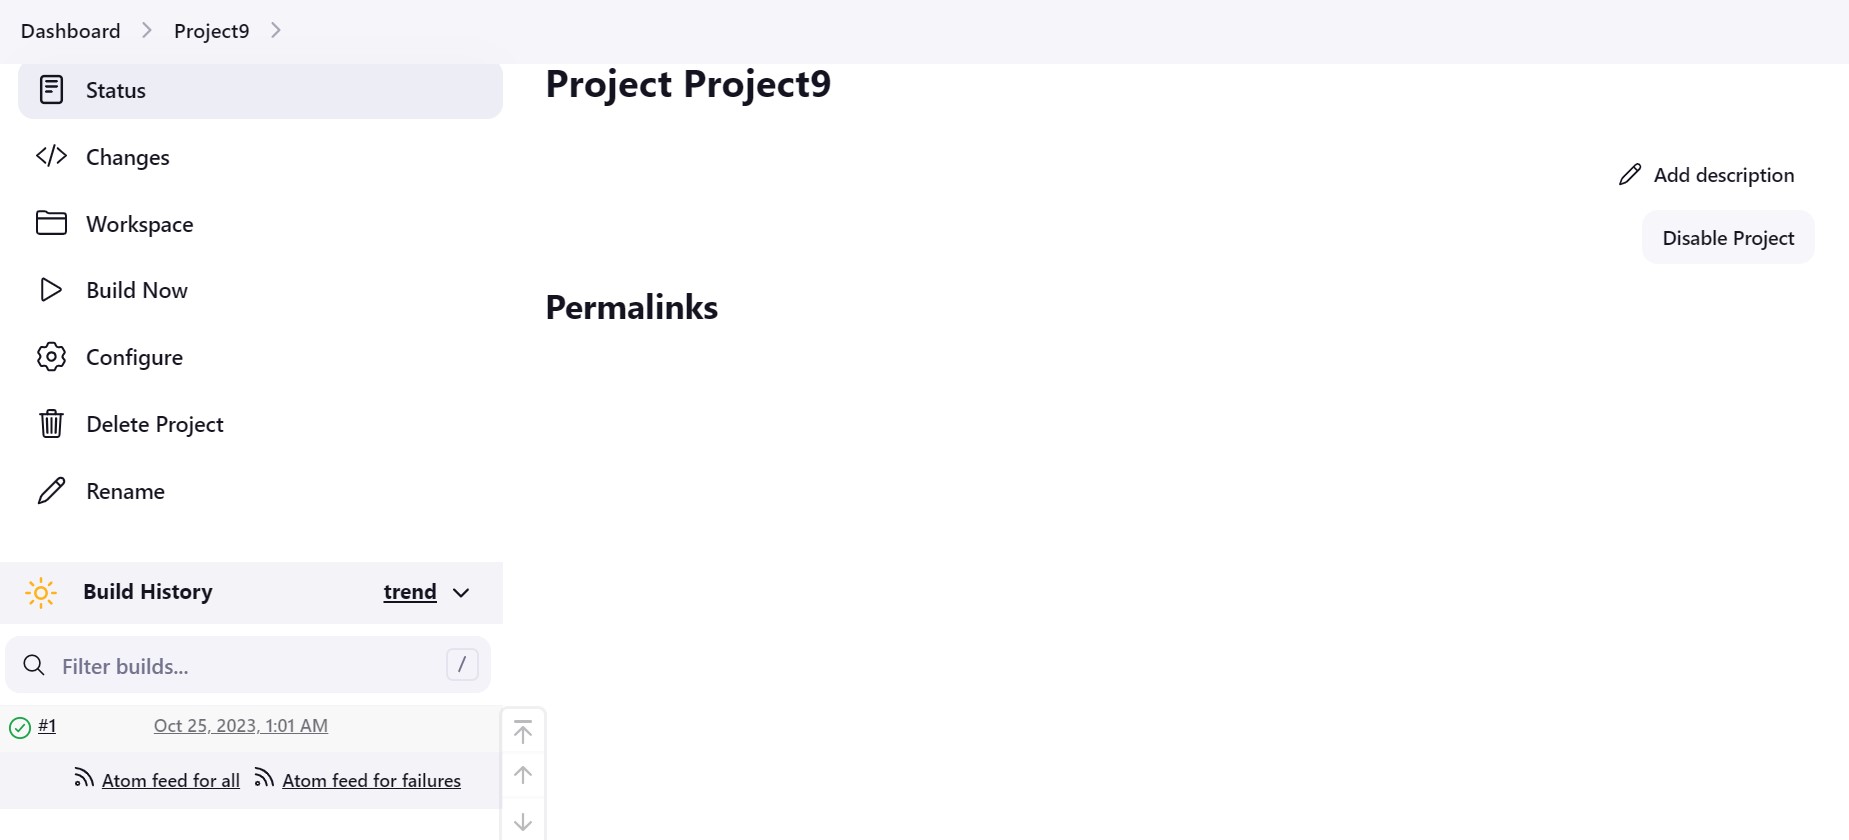 Dashboard
Project9
Status
Changes
Workspace
Build Now
Configure
Delete Project
Rename
Build History
trend
Filter builds...
/
#1
Oct 25, 2023, 1:01 AM
Atom feed for all
Atom feed for failures
Project Project9
Add description
Disable Project
Permalinks